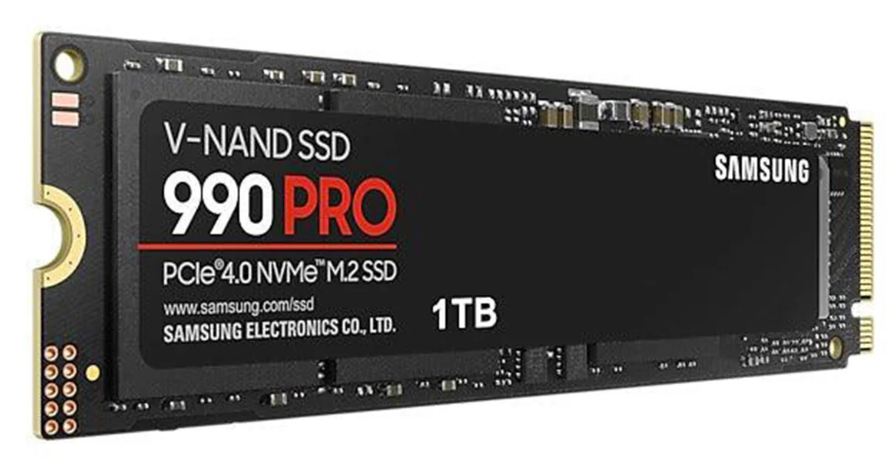 V-NAND SSD
990 PRO
PCIe®4.0 NVMe™ M.2 SSD
www.samsung.com/ssd
SAMSUNG ELECTRONICS CO., LTD.
1TB
SAMSUNG